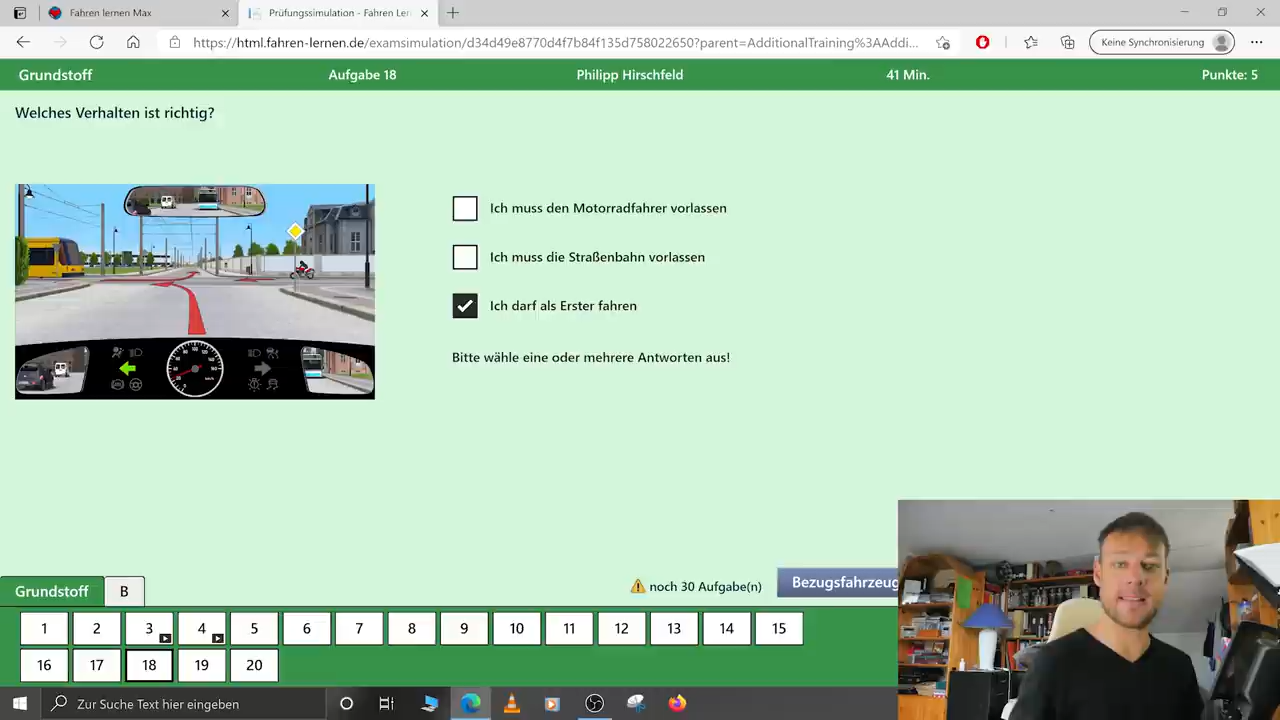 Fahren lernen Max
Prüfungssimulation - Fahren Ler
https://html.fahren-lernen.de/examsimulation/d34d49e8770d4f7b84f135d758022650?parent=AdditionalTraining%3AAddi...
Keine Synchronisierung
Grundstoff
Aufgabe 18
Philipp Hirschfeld
41 Min.
Punkte: 5
Welches Verhalten ist richtig?
Ich muss den Motorradfahrer vorlassen
Ich muss die Straßenbahn vorlassen
Ich darf als Erster fahren
Bitte wähle eine oder mehrere Antworten aus!
Grundstoff
B
noch 30 Aufgabe(n)
Bezugsfahrzeug
1 2 3 4 5 6 7 8 9 10 11 12 13 14 15
16 17 18 19 20
Zur Suche Text hier eingeben